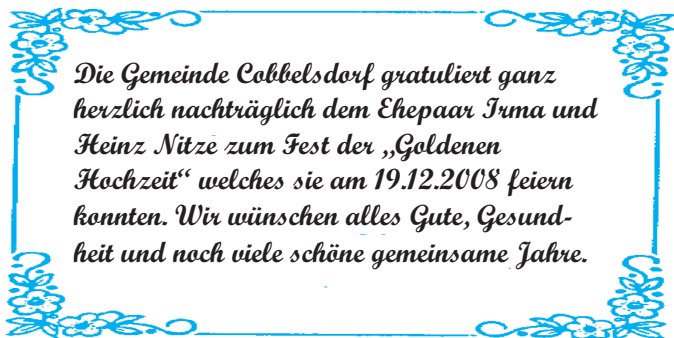 Die Gemeinde Cobbelsdorf gratuliert ganz
herzlich nachträglich dem Ehepaar Irma und
Heinz Nitze zum Fest der „Goldenen
Hochzeit“ welches sie am 19.12.2008 feiern
konnten. Wir wünschen alles Gute, Gesund-
heit und noch viele schöne gemeinsame Jahre.